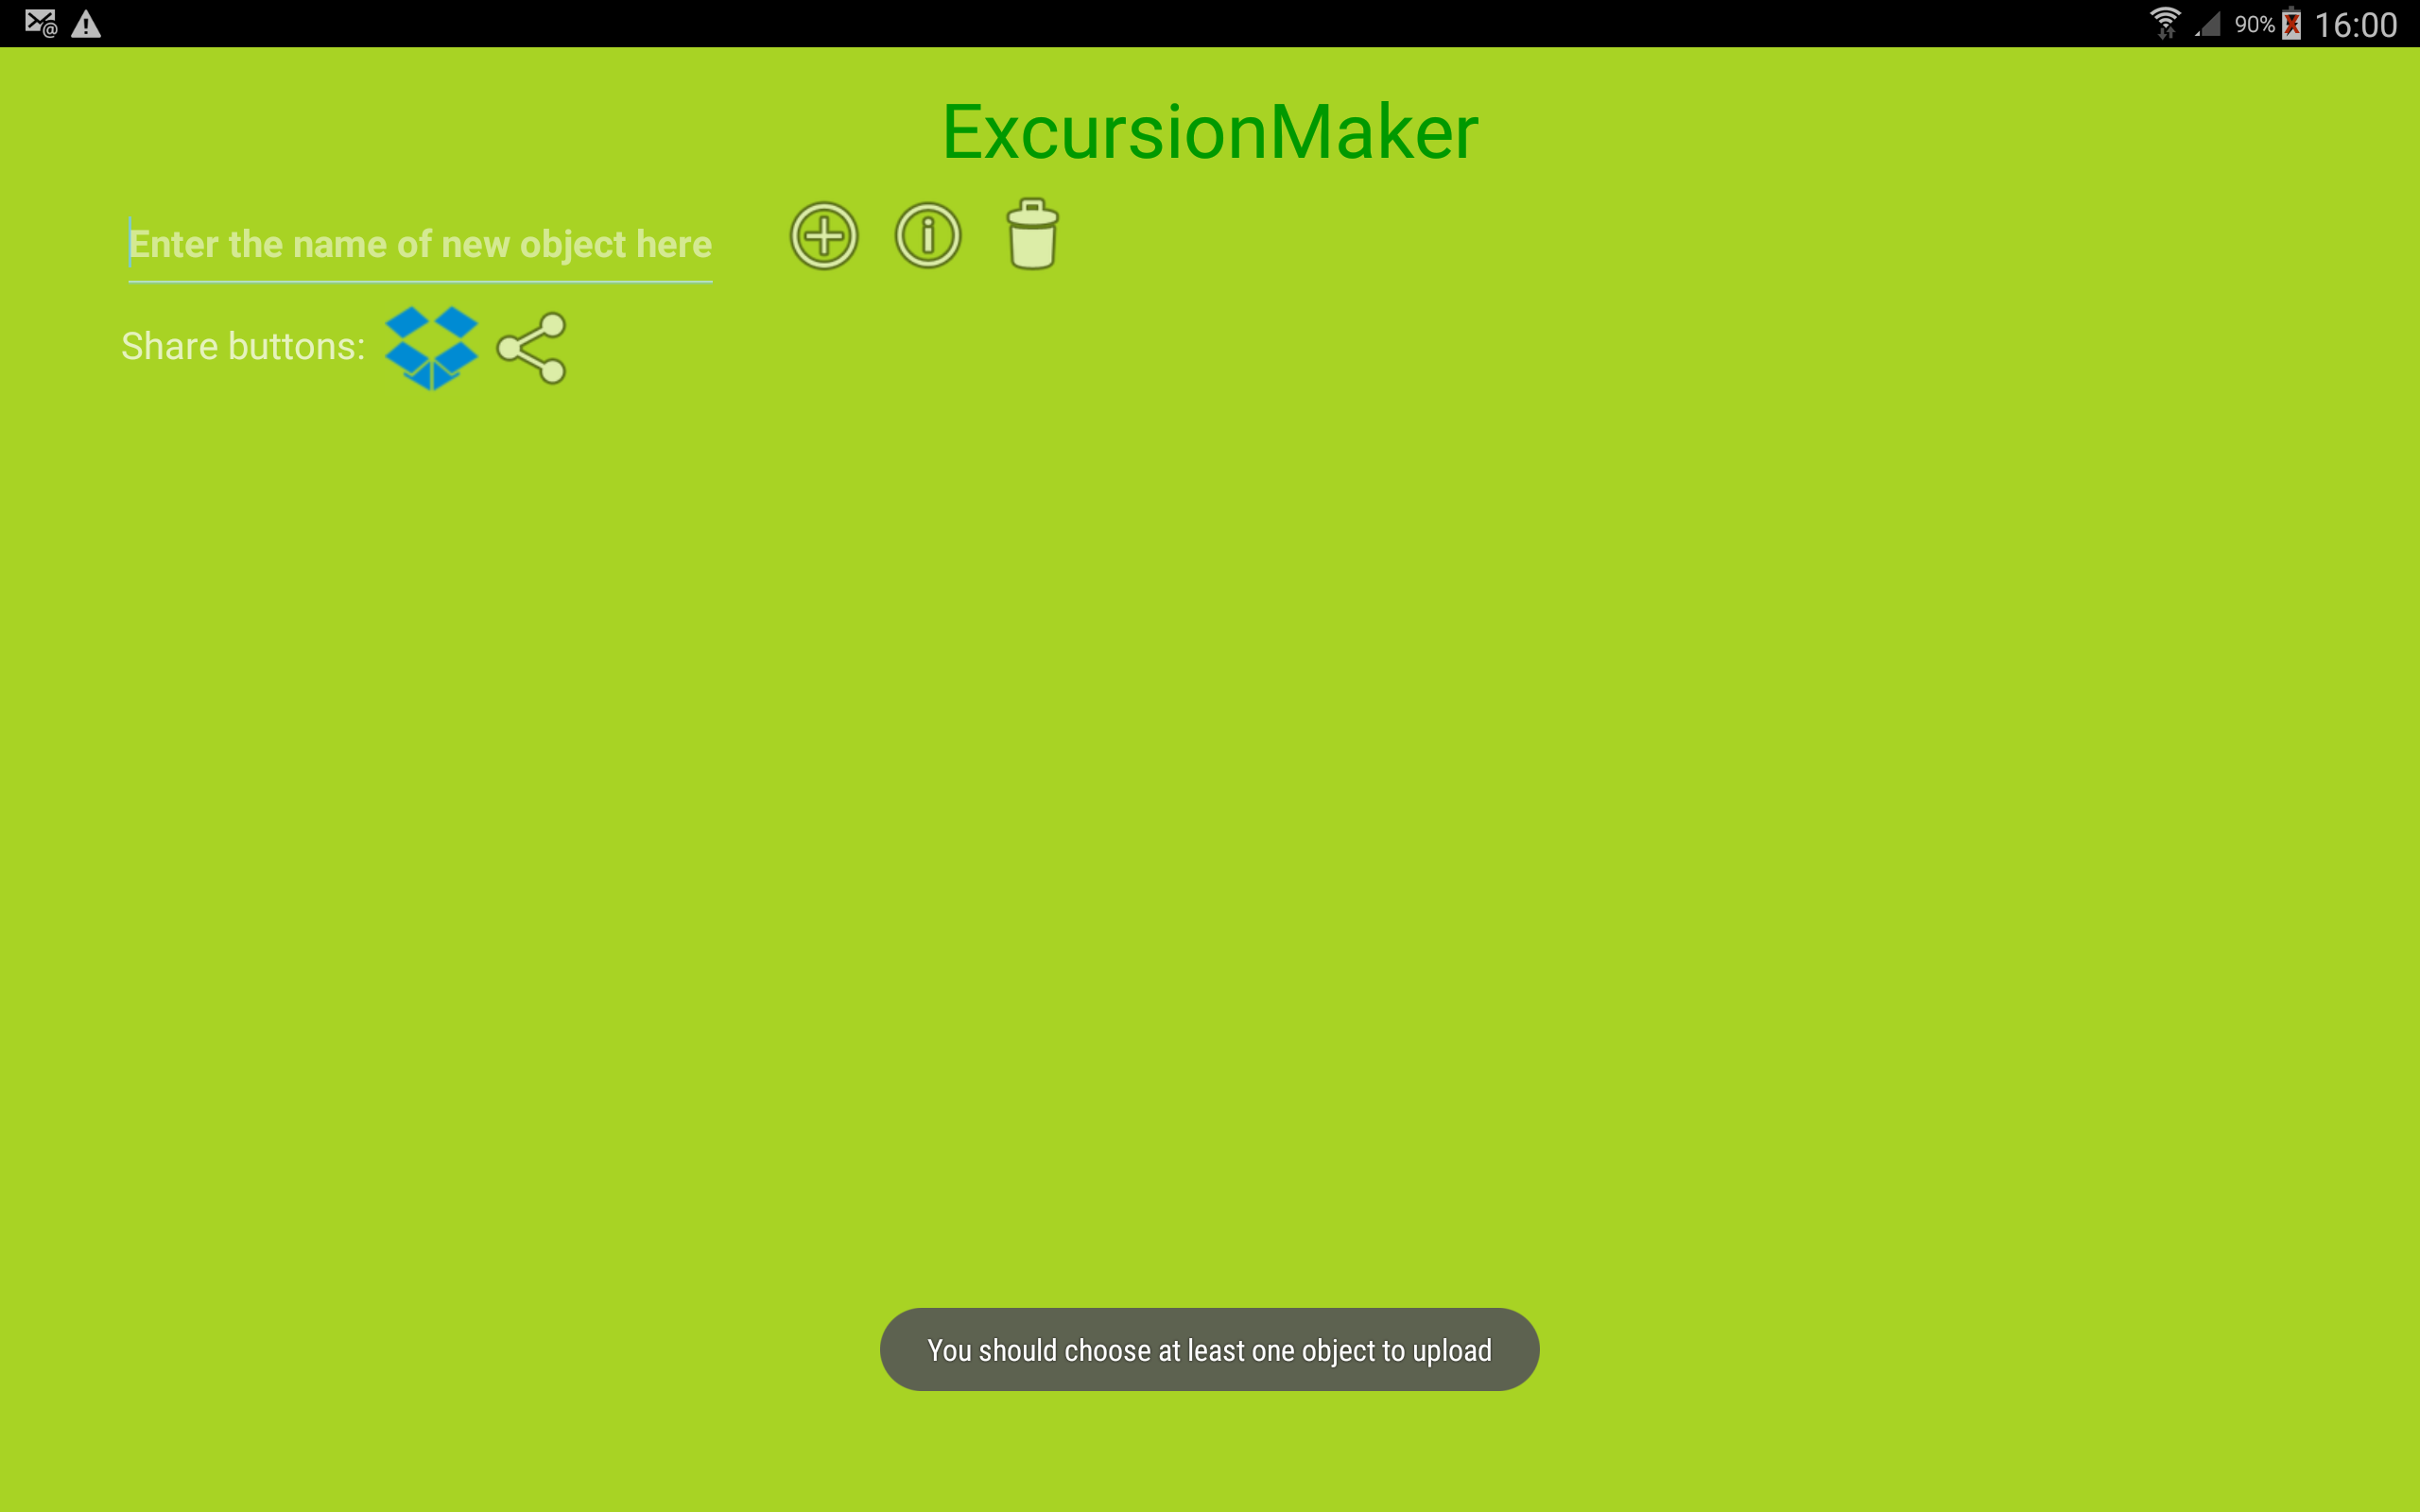 90% 16:00
ExcursionMaker
Enter the name of new object here
Share buttons:
You should choose at least one object to upload